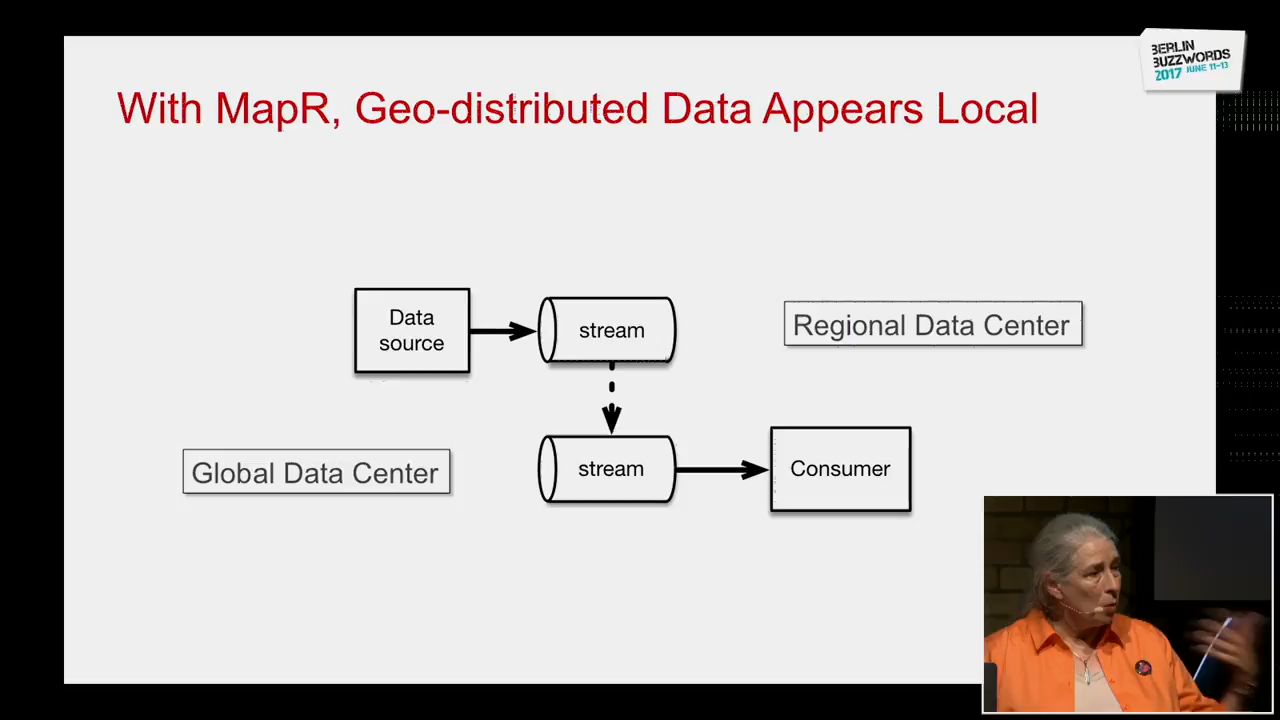 BERLIN
BUZZWORDS
2017 JUNE 11-13
With MapR, Geo-distributed Data Appears Local
Data
source
stream
Regional Data Center
Global Data Center
stream
Consumer